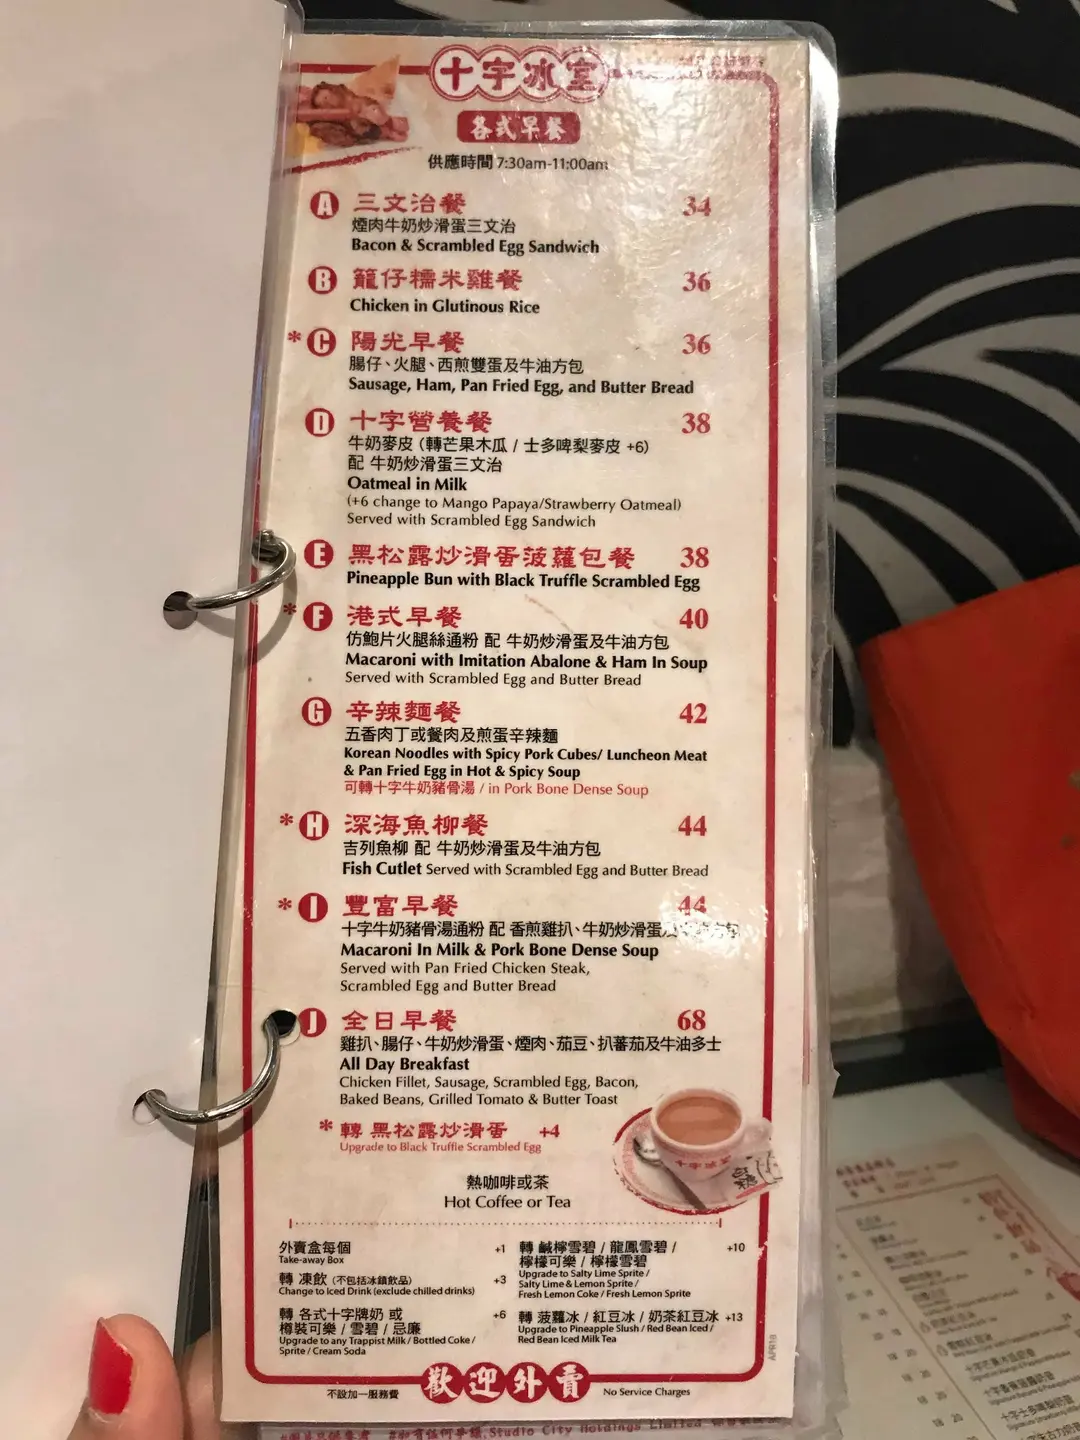 十字冰室
各式早餐
供應時間 7:30am-11:00am
A 三文治餐 34
煙肉牛奶炒滑蛋三文治
Bacon & Scrambled Egg Sandwich
B 籠仔糯米雞餐 36
Chicken in Glutinous Rice
* C 陽光早餐 36
腸仔、火腿、西煎雙蛋及牛油方包
Sausage, Ham, Pan Fried Egg, and Butter Bread
D 十字營養餐 38
牛奶麥皮 (轉芒果木瓜 / 士多啤梨麥皮 +6)
配 牛奶炒滑蛋三文治
Oatmeal in Milk
(+6 change to Mango Papaya/Strawberry Oatmeal)
Served with Scrambled Egg Sandwich
E 黑松露炒滑蛋菠蘿包餐 38
Pineapple Bun with Black Truffle Scrambled Egg
* F 港式早餐 40
仿鮑片火腿絲通粉 配 牛奶炒滑蛋及牛油方包
Macaroni with Imitation Abalone & Ham In Soup
Served with Scrambled Egg and Butter Bread
G 辛辣麵餐 42
五香肉丁或餐肉及煎蛋辛辣麵
Korean Noodles with Spicy Pork Cubes/ Luncheon Meat
& Pan Fried Egg in Hot & Spicy Soup
可轉十字牛奶豬骨湯 / in Pork Bone Dense Soup
* H 深海魚柳餐 44
吉列魚柳 配 牛奶炒滑蛋及牛油方包
Fish Cutlet Served with Scrambled Egg and Butter Bread
* I 豐富早餐 44
十字牛奶豬骨湯通粉 配 香煎雞扒、牛奶炒滑蛋
Macaroni In Milk & Pork Bone Dense Soup
Served with Pan Fried Chicken Steak,
Scrambled Egg and Butter Bread
J 全日早餐 68
雞扒、腸仔、牛奶炒滑蛋、煙肉、茄豆、扒蕃茄及牛油多士
All Day Breakfast
Chicken Fillet, Sausage, Scrambled Egg, Bacon,
Baked Beans, Grilled Tomato & Butter Toast
* 轉 黑松露炒滑蛋 +4
Upgrade to Black Truffle Scrambled Egg
十字冰室
熱咖啡或茶
Hot Coffee or Tea
外賣盒每個 +1
Take-away Box
轉 凍飲 (不包括冰鎮飲品) +3
Change to Iced Drink (exclude chilled drinks)
轉 各式十字牌奶 或 +6
樽裝可樂 / 雪碧 / 忌廉
Upgrade to any Trappist Milk / Bottled Coke /
Sprite / Cream Soda
轉 鹹檸雪碧 / 龍鳳雪碧 / +10
檸檬可樂 / 檸檬雪碧
Upgrade to Salty Lime Sprite /
Salty Lime & Lemon Sprite /
Fresh Lemon Coke / Fresh Lemon Sprite
轉 菠蘿冰 / 紅豆冰 / 奶茶紅豆冰 +13
Upgrade to Pineapple Slush / Red Bean Iced /
Red Bean Iced Milk Tea
APR18
不設加一服務費 歡迎外賣 No Service Charges
Studio City Holdings Limited